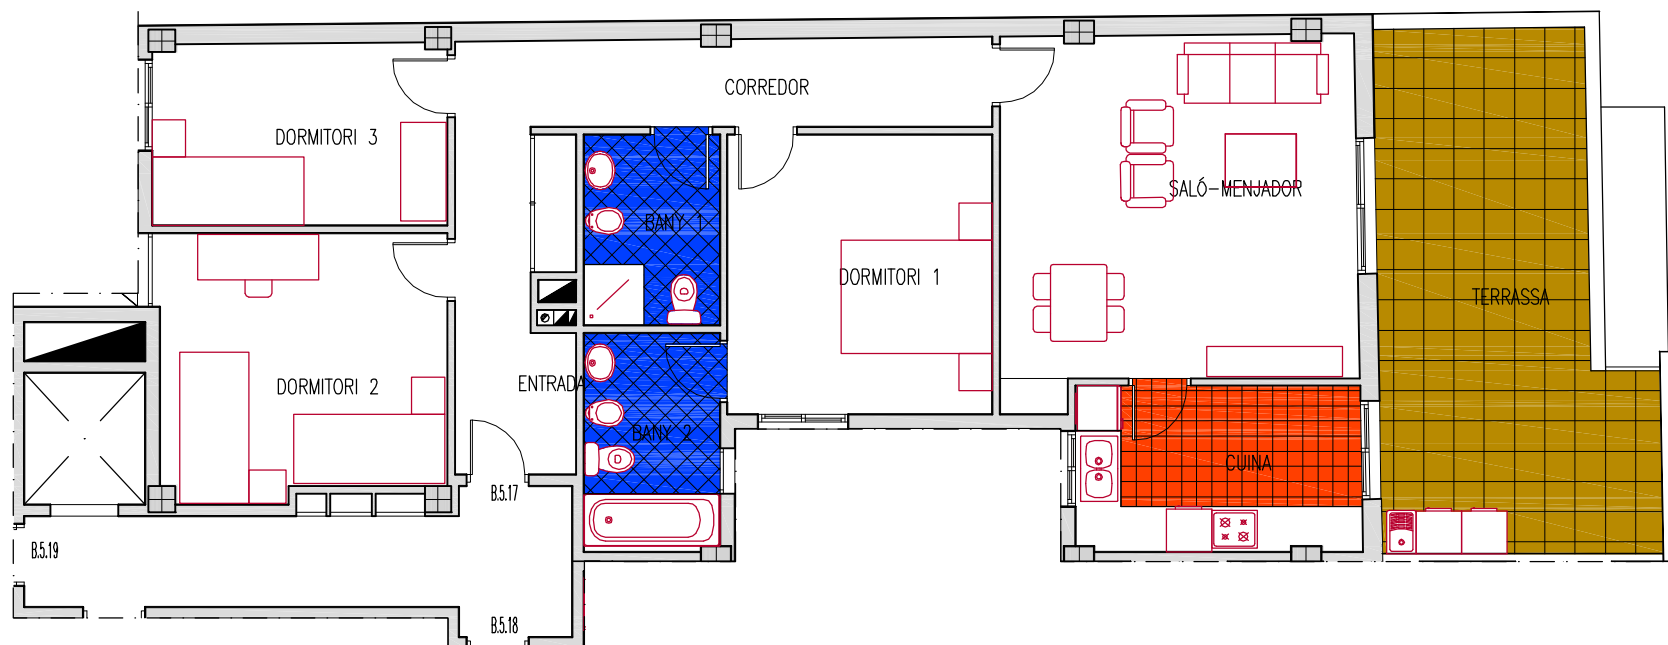 CORREDOR
DORMITORI 3
SALÓ-MENJADOR
BANY 1
DORMITORI 1
TERRASSA
DORMITORI 2
ENTRADA
BANY 2
CUINA
B.5.17
B.5.19
B.5.18